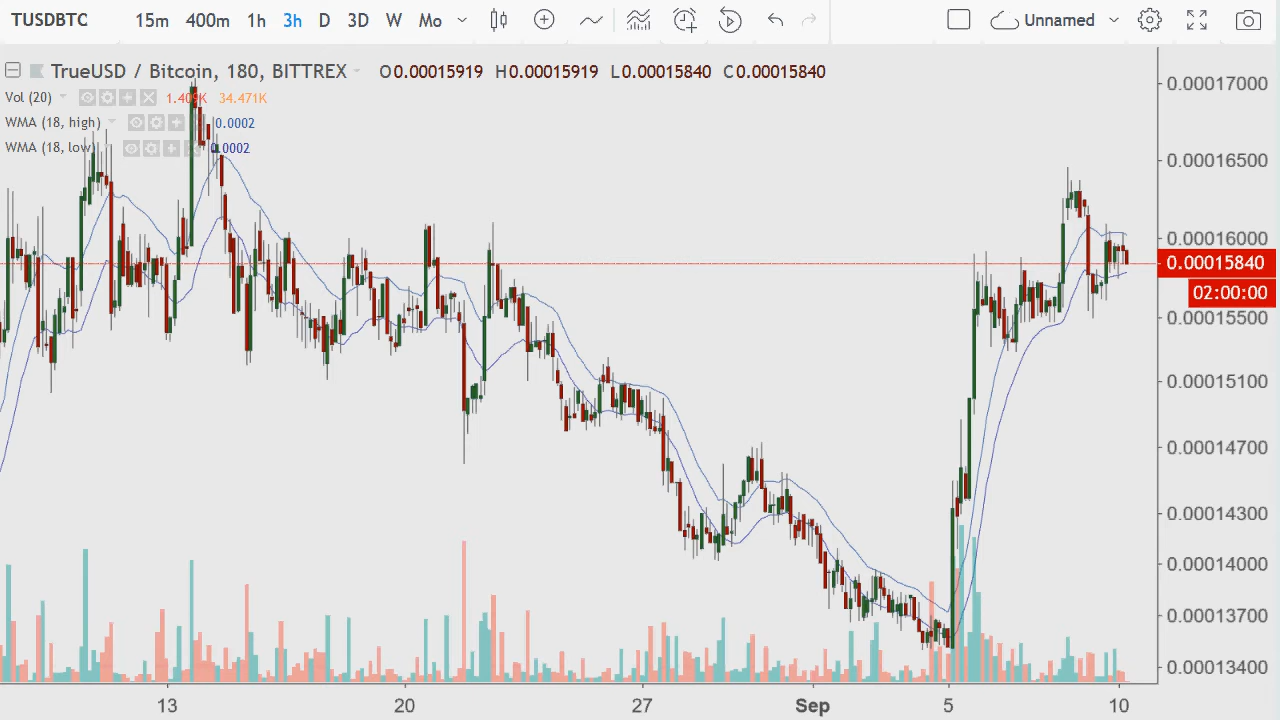 TUSDBTC 15m 400m 1h 3h D 3D W Mo Unnamed
TrueUSD / Bitcoin, 180, BITTREX O0.00015919 H0.00015919 L0.00015840 C0.00015840
Vol (20) 1.409K 34.471K
WMA (18, high) 0.0002
WMA (18, low) 0.0002
0.00017000
0.00016500
0.00016000
0.00015840
02:00:00
0.00015500
0.00015100
0.00014700
0.00014300
0.00014000
0.00013700
0.00013400
13 20 27 Sep 5 10